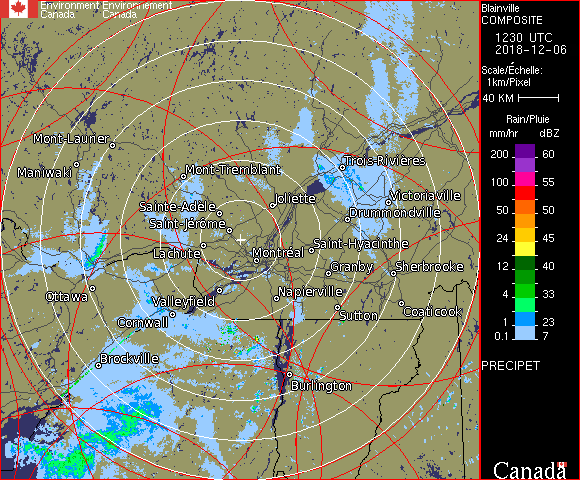 Environment Environnement
Canada Canada
Blainville
COMPOSITE
1230 UTC
2018-12-06
Scale/Échelle:
1km/Pixel
40 KM
Rain/Pluie
mm/hr dBZ
200 60
150 57
100 55
50 50
24 45
12 40
4 33
1 23
0.1 7
PRECIPET
Canada
Mont-Laurier
Maniwaki
Mont-Tremblant
Trois-Rivières
Sainte-Adèle
Joliette
Victoriaville
Saint-Jérôme
Drummondville
Lachute
Montréal
Saint-Hyacinthe
Granby
Sherbrooke
Ottawa
Valleyfield
Napierville
Cornwall
Sutton
Coaticook
Brockville
Burlington